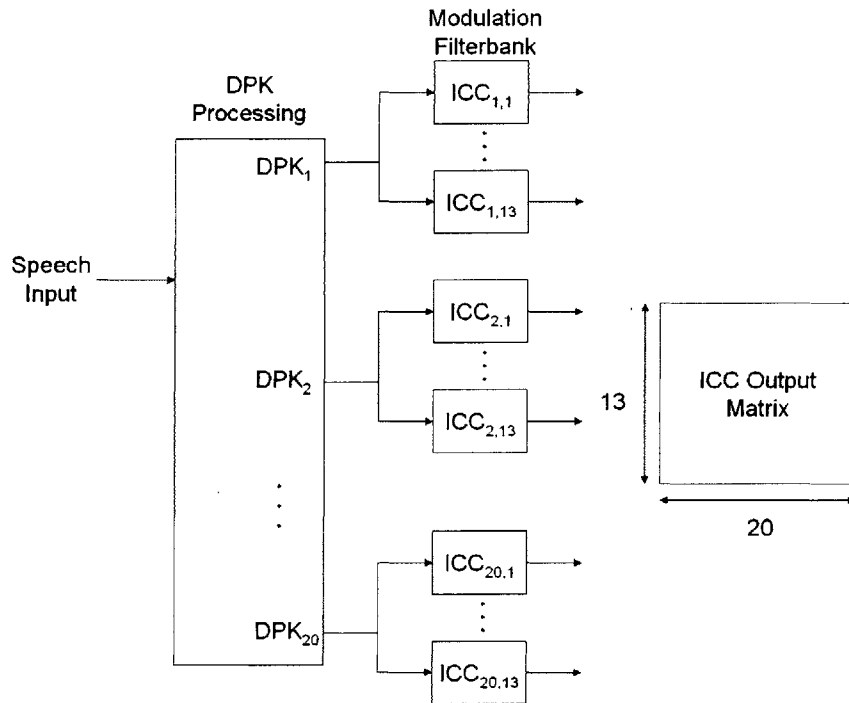 Modulation
Filterbank
DPK
Processing
Speech
Input
DPK₁
ICC₁,₁
ICC₁,₁₃
DPK₂
ICC₂,₁
ICC₂,₁₃
DPK₂₀
ICC₂₀,₁
ICC₂₀,₁₃
13
ICC Output
Matrix
20